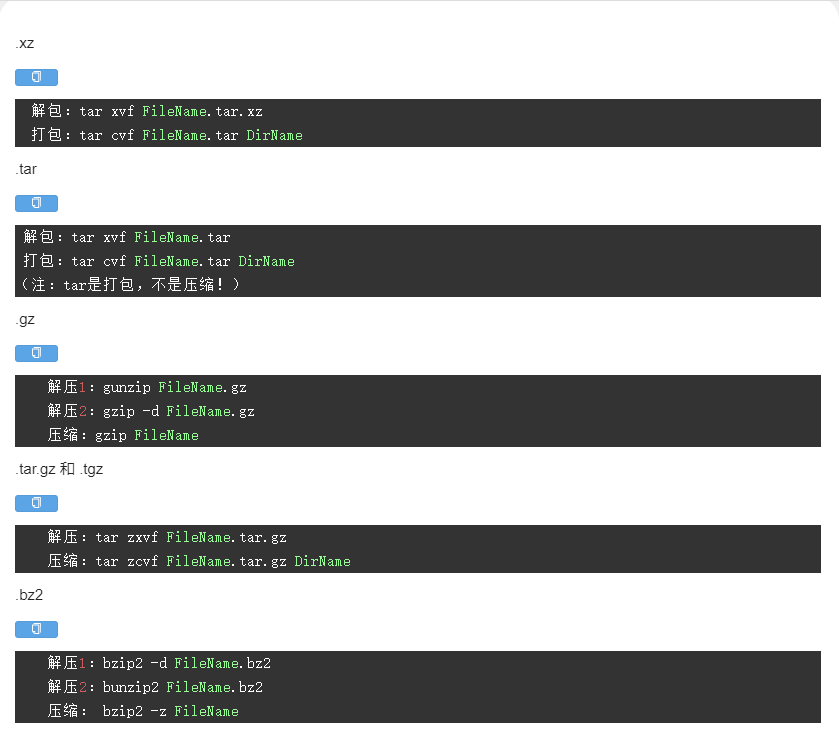 .xz
解包：tar xvf FileName.tar.xz
打包：tar cvf FileName.tar DirName
.tar
解包：tar xvf FileName.tar
打包：tar cvf FileName.tar DirName
（注：tar是打包，不是压缩！）
.gz
解压1：gunzip FileName.gz
解压2：gzip -d FileName.gz
压缩：gzip FileName
.tar.gz 和 .tgz
解压：tar zxvf FileName.tar.gz
压缩：tar zcvf FileName.tar.gz DirName
.bz2
解压1：bzip2 -d FileName.bz2
解压2：bunzip2 FileName.bz2
压缩： bzip2 -z FileName